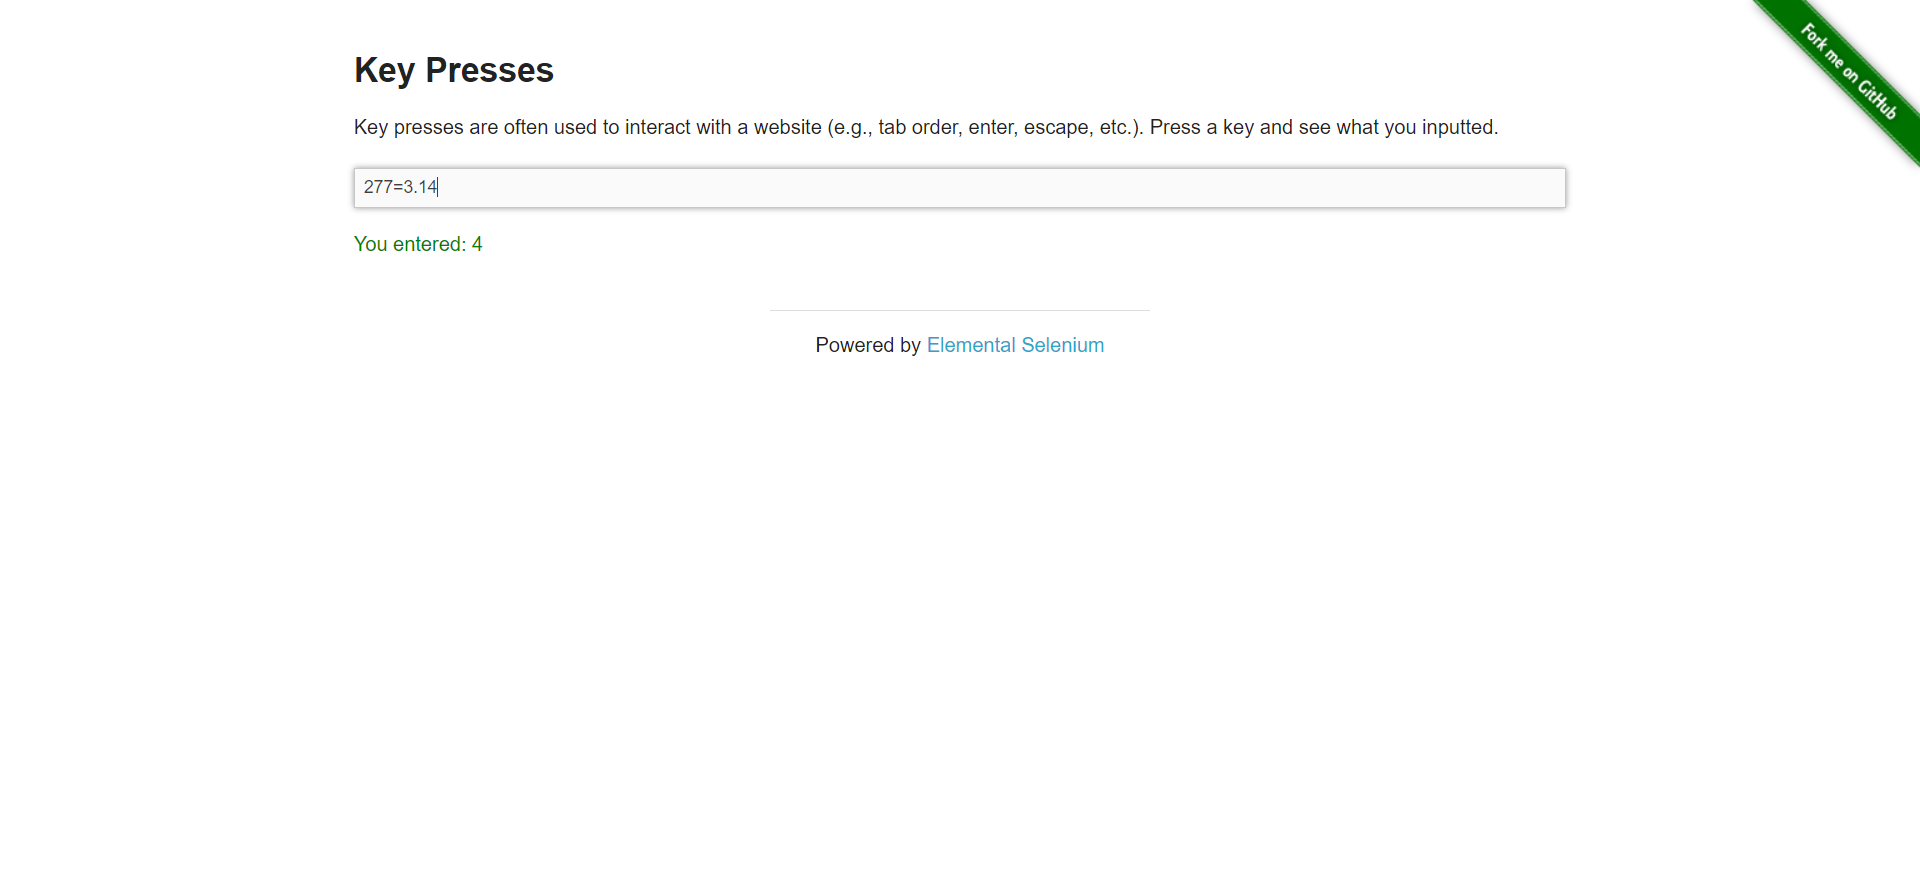 Fork me on GitHub
Key Presses
Key presses are often used to interact with a website (e.g., tab order, enter, escape, etc.). Press a key and see what you inputted.
277=3.14
You entered: 4
Powered by Elemental Selenium